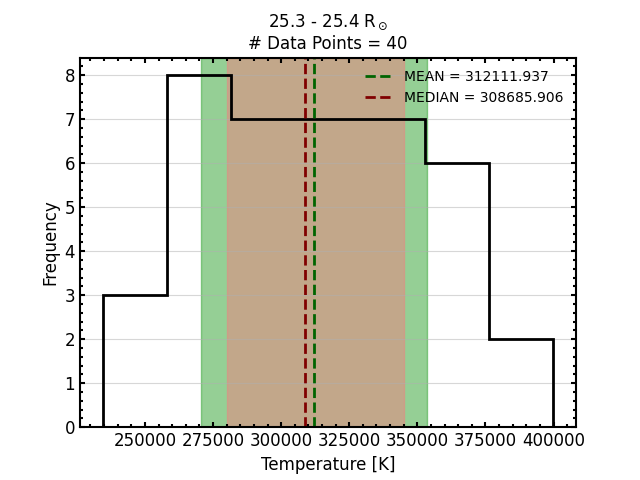 25.3 - 25.4 R⊙
# Data Points = 40
MEAN = 312111.937
MEDIAN = 308685.906
8
7
6
5
4
3
2
1
0
Frequency
250000 275000 300000 325000 350000 375000 400000
Temperature [K]